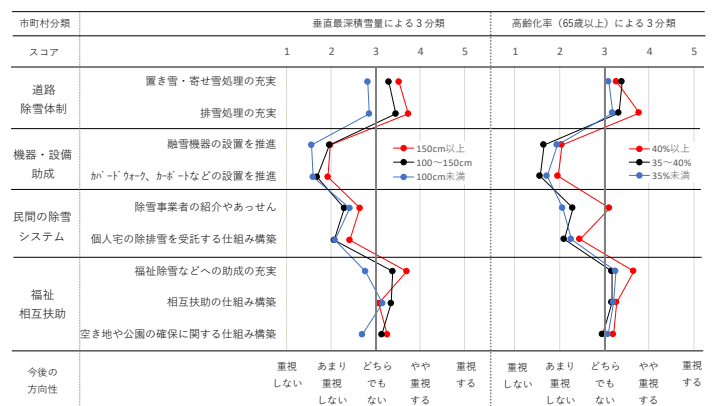 市町村分類 垂直最深積雪量による3分類 高齢化率（65歳以上）による３分類
スコア 1 2 3 4 5 1 2 3 4 5
道路
除雪体制
置き雪・寄せ雪処理の充実
排雪処理の充実
機器・設備
助成
融雪機器の設置を推進
ｶﾊﾞｰﾄﾞｳｫｰｸ、ｶｰﾎﾟｰﾄなどの設置を推進
150cm以上
100～150cm
100cm未満
40%以上
35～40%
35%未満
民間の除雪
システム
除雪事業者の紹介やあっせん
個人宅の除排雪を受託する仕組み構築
福祉
相互扶助
福祉除雪などへの助成の充実
相互扶助の仕組み構築
空き地や公園の確保に関する仕組み構築
今後の
方向性
重視
しない
あまり
重視
しない
どちら
でも
ない
やや
重視
する
重視
する
重視
しない
あまり
重視
しない
どちら
でも
ない
やや
重視
する
重視
する